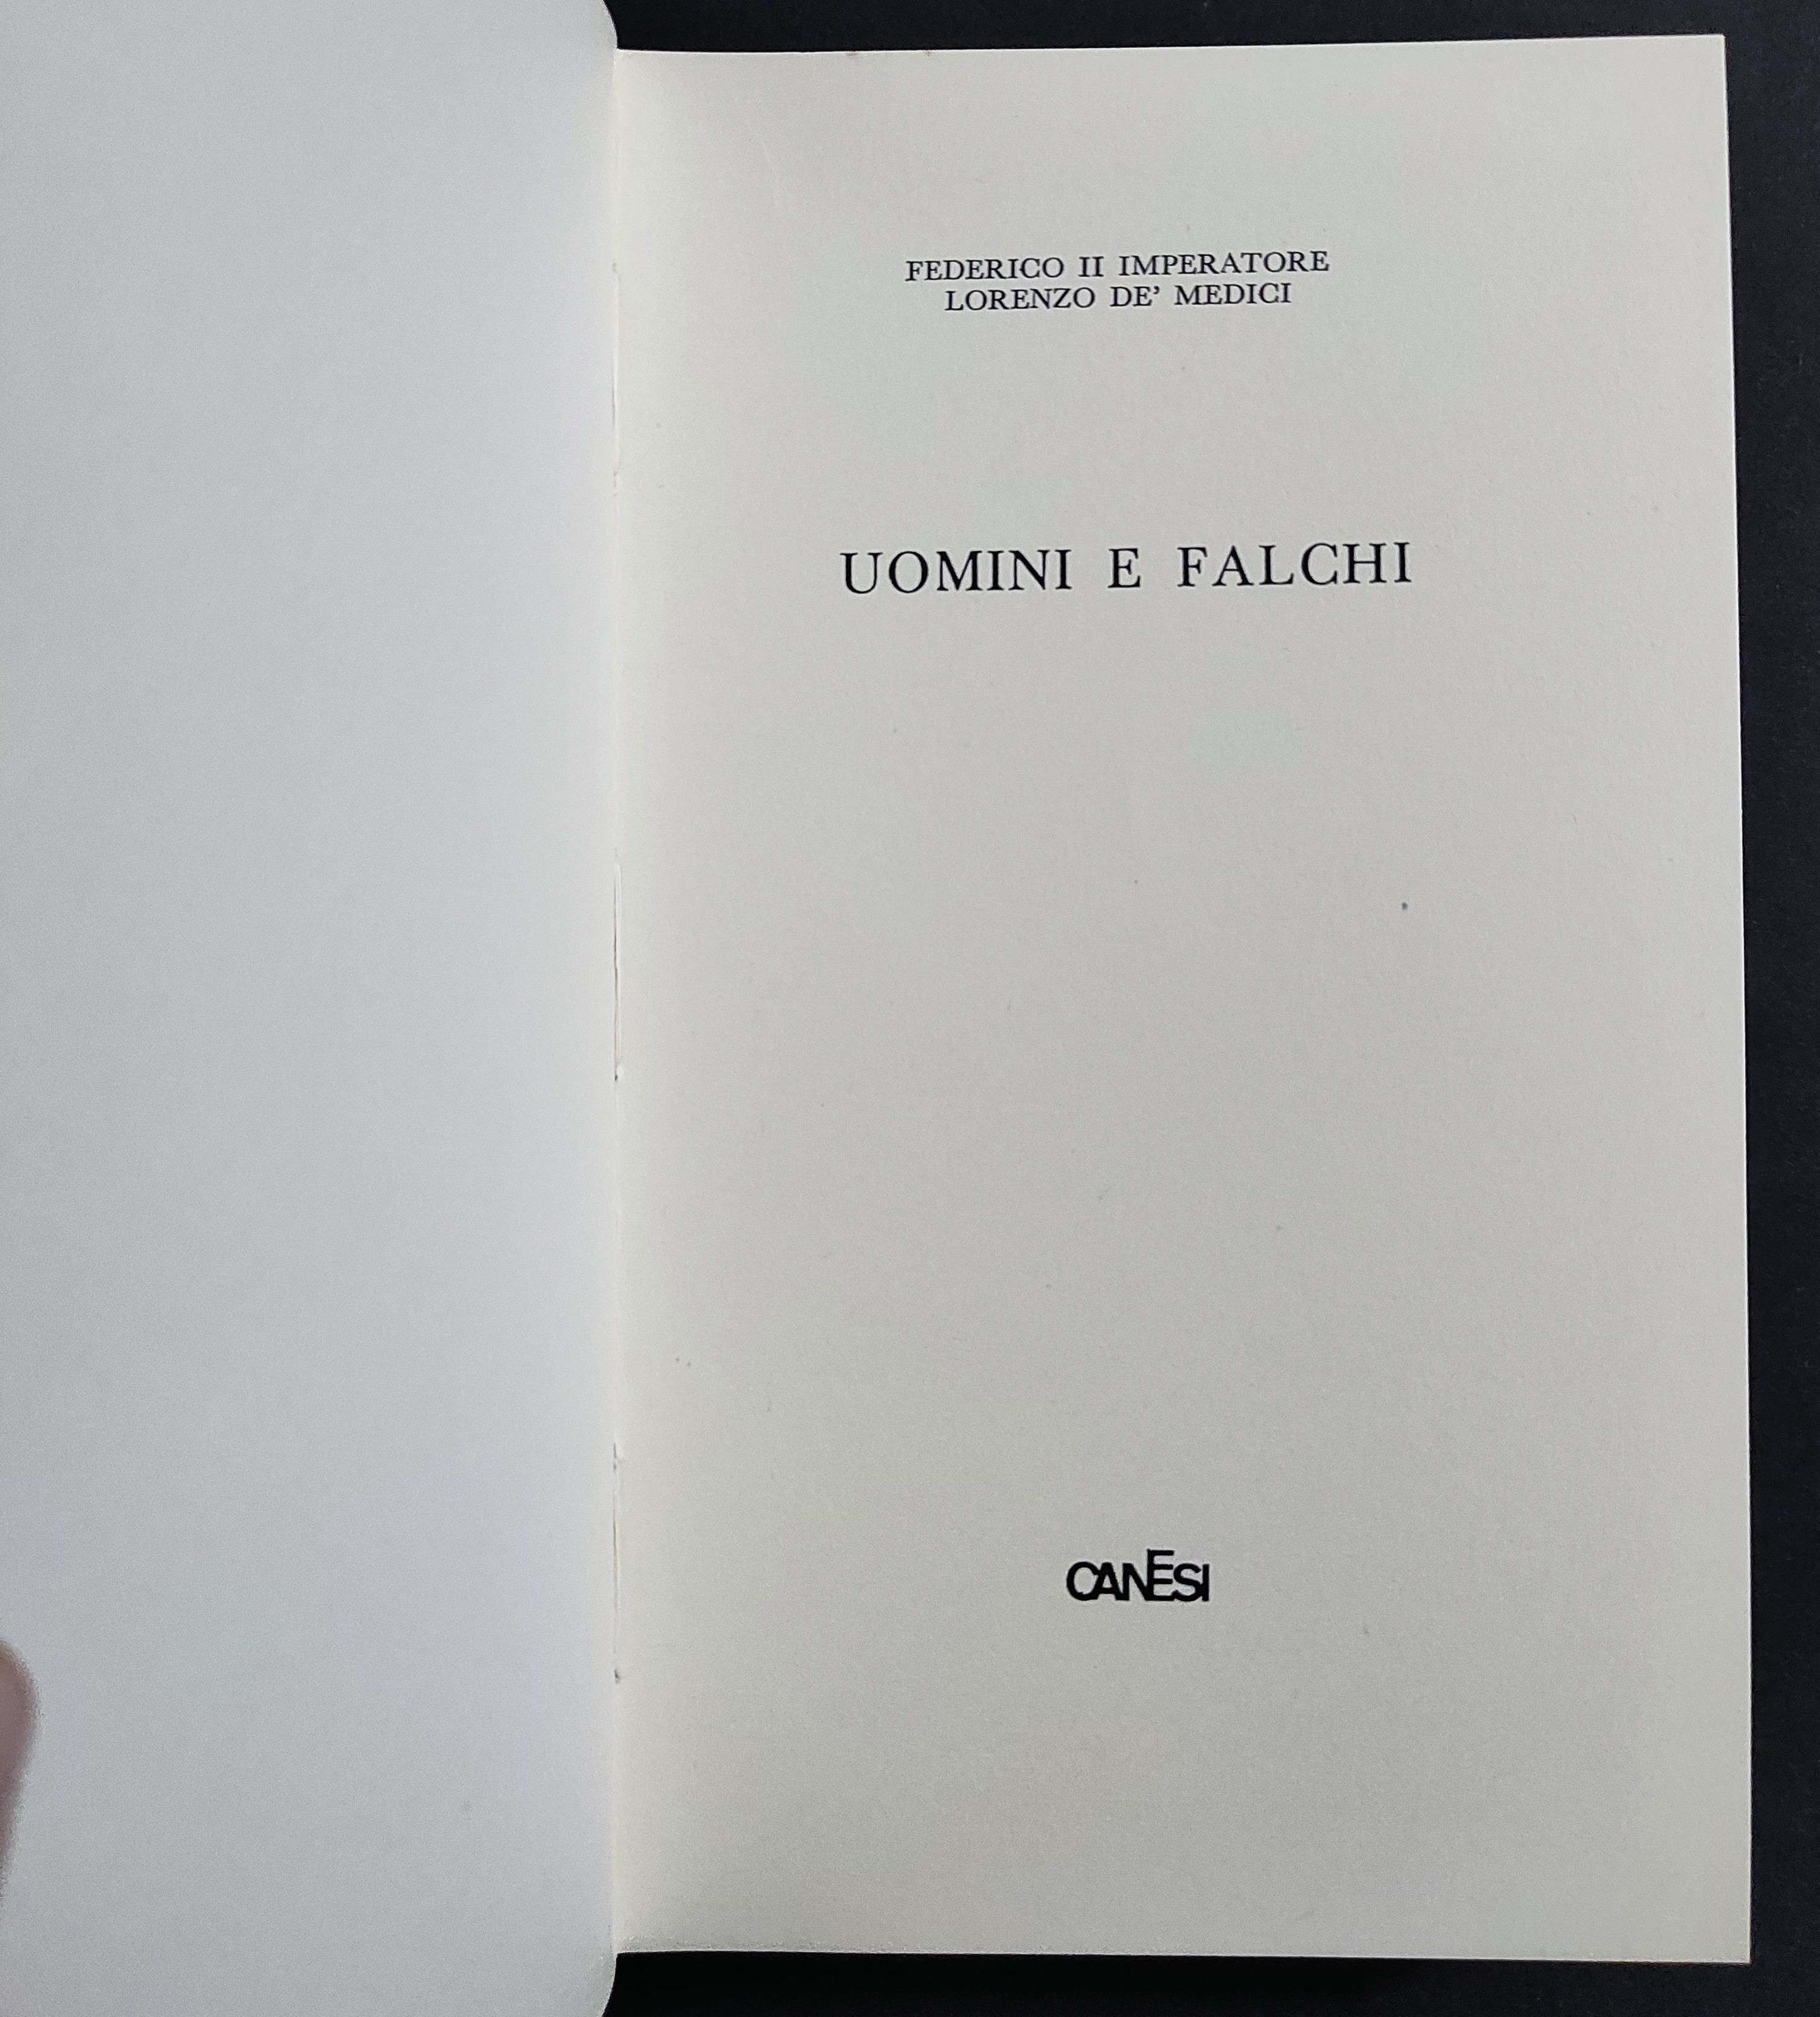 FEDERICO II IMPERATORE
LORENZO DE’ MEDICI
UOMINI E FALCHI
CANESI